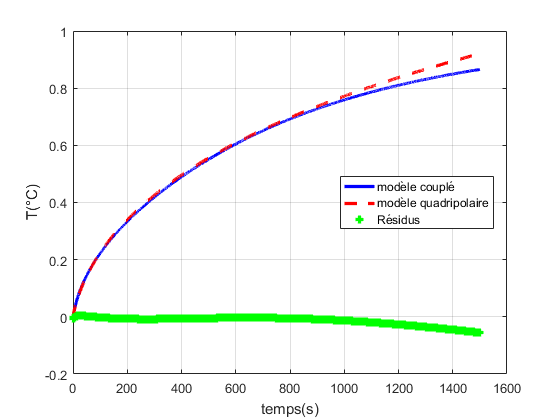 1
0.8
0.6
0.4
0.2
0
-0.2
T(°C)
modèle couplé
modèle quadripolaire
Résidus
0 200 400 600 800 1000 1200 1400 1600
temps(s)